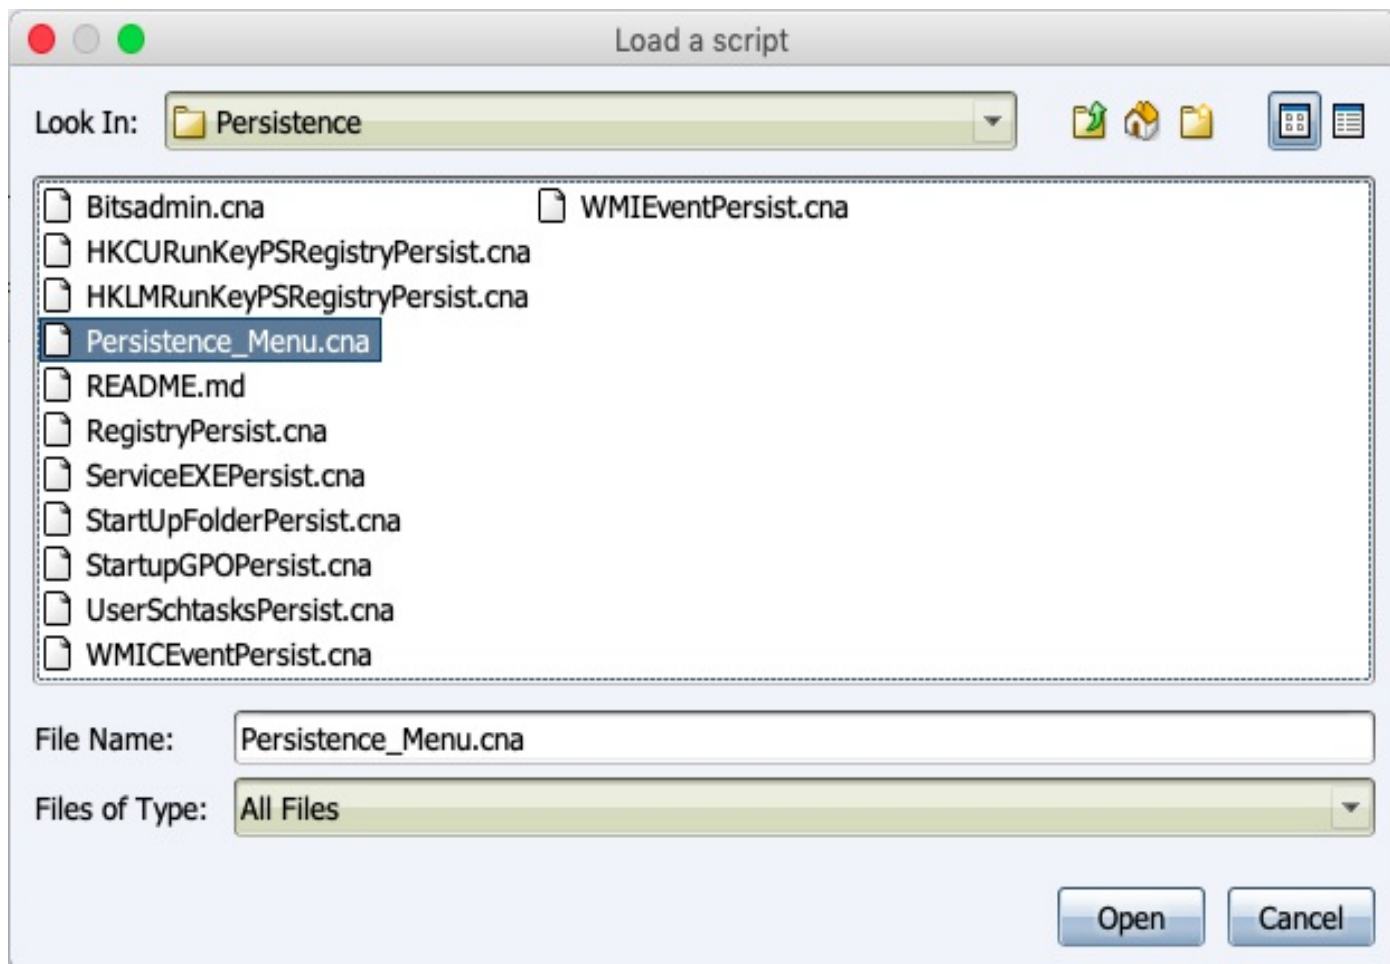 Load a script
Look In: Persistence
Bitsadmin.cna
HKCURunKeyPSRegistryPersist.cna
HKLMRunKeyPSRegistryPersist.cna
Persistence_Menu.cna
README.md
RegistryPersist.cna
ServiceEXEPersist.cna
StartUpFolderPersist.cna
StartupGPOPersist.cna
UserSchtasksPersist.cna
WMICEventPersist.cna
WMIEventPersist.cna
File Name: Persistence_Menu.cna
Files of Type: All Files
Open Cancel